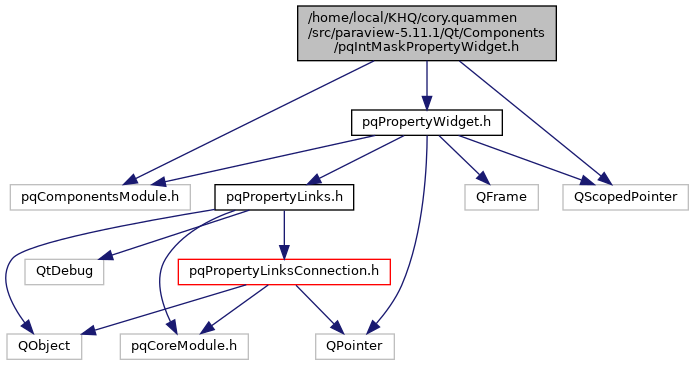 /home/local/KHQ/cory.quammen
/src/paraview-5.11.1/Qt/Components
/pqIntMaskPropertyWidget.h
pqPropertyWidget.h
pqComponentsModule.h
pqPropertyLinks.h
QFrame
QScopedPointer
QtDebug
pqPropertyLinksConnection.h
QObject
pqCoreModule.h
QPointer